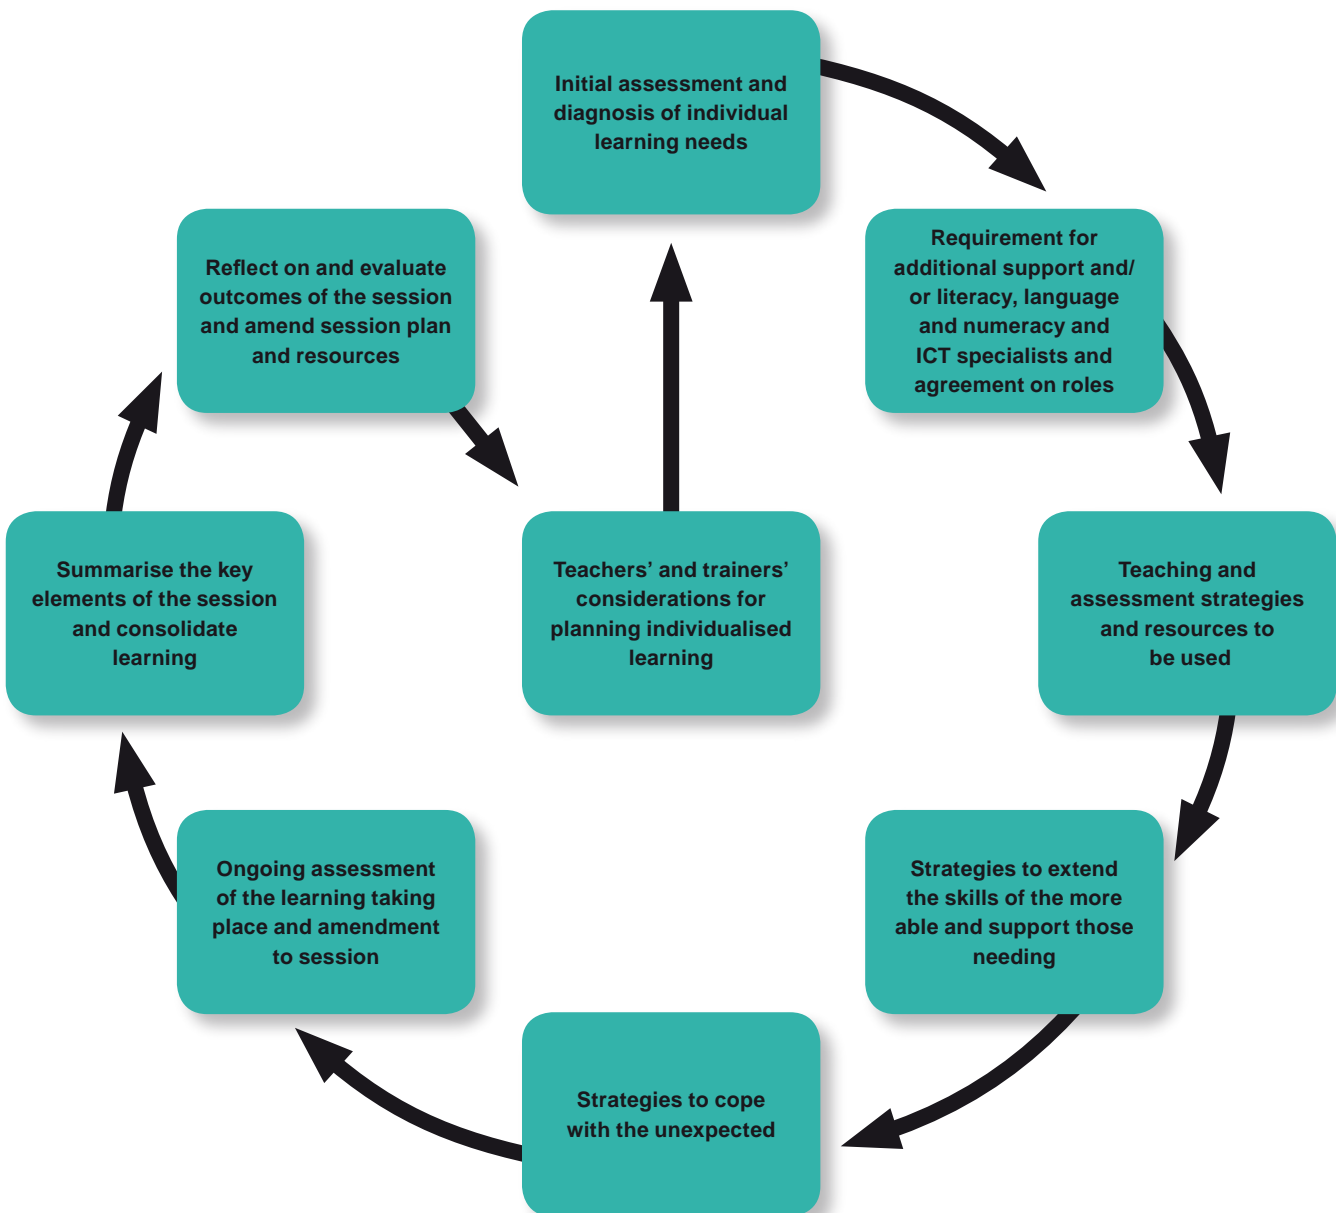 Initial assessment and
diagnosis of individual
learning needs
Requirement for
additional support and/
or literacy, language
and numeracy and
ICT specialists and
agreement on roles
Teaching and
assessment strategies
and resources to
be used
Strategies to extend
the skills of the more
able and support those
needing
Strategies to cope
with the unexpected
Ongoing assessment
of the learning taking
place and amendment
to session
Summarise the key
elements of the session
and consolidate
learning
Reflect on and evaluate
outcomes of the session
and amend session plan
and resources
Teachers’ and trainers’
considerations for
planning individualised
learning